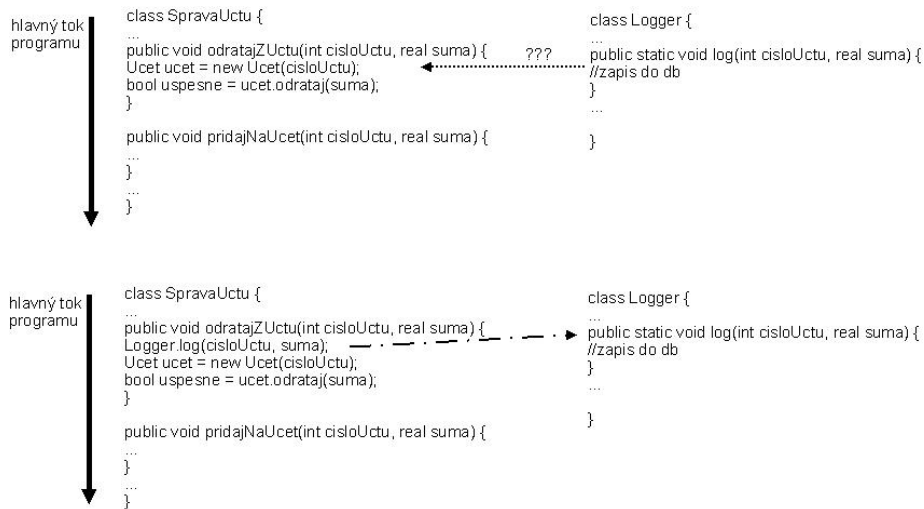 hlavný tok
programu
class SpravaUctu {
...
public void odratajZUctu(int cisloUctu, real suma) {
Ucet ucet = new Ucet(cisloUctu);
bool uspesne = ucet.odrataj(suma);
}
public void pridajNaUcet(int cisloUctu, real suma) {
...
}
...
}
???
class Logger {
...
public static void log(int cisloUctu, real suma) {
//zapis do db
}
...
}
hlavný tok
programu
class SpravaUctu {
...
public void odratajZUctu(int cisloUctu, real suma) {
Logger.log(cisloUctu, suma);
Ucet ucet = new Ucet(cisloUctu);
bool uspesne = ucet.odrataj(suma);
}
public void pridajNaUcet(int cisloUctu, real suma) {
...
}
...
}
class Logger {
...
public static void log(int cisloUctu, real suma) {
//zapis do db
}
...
}